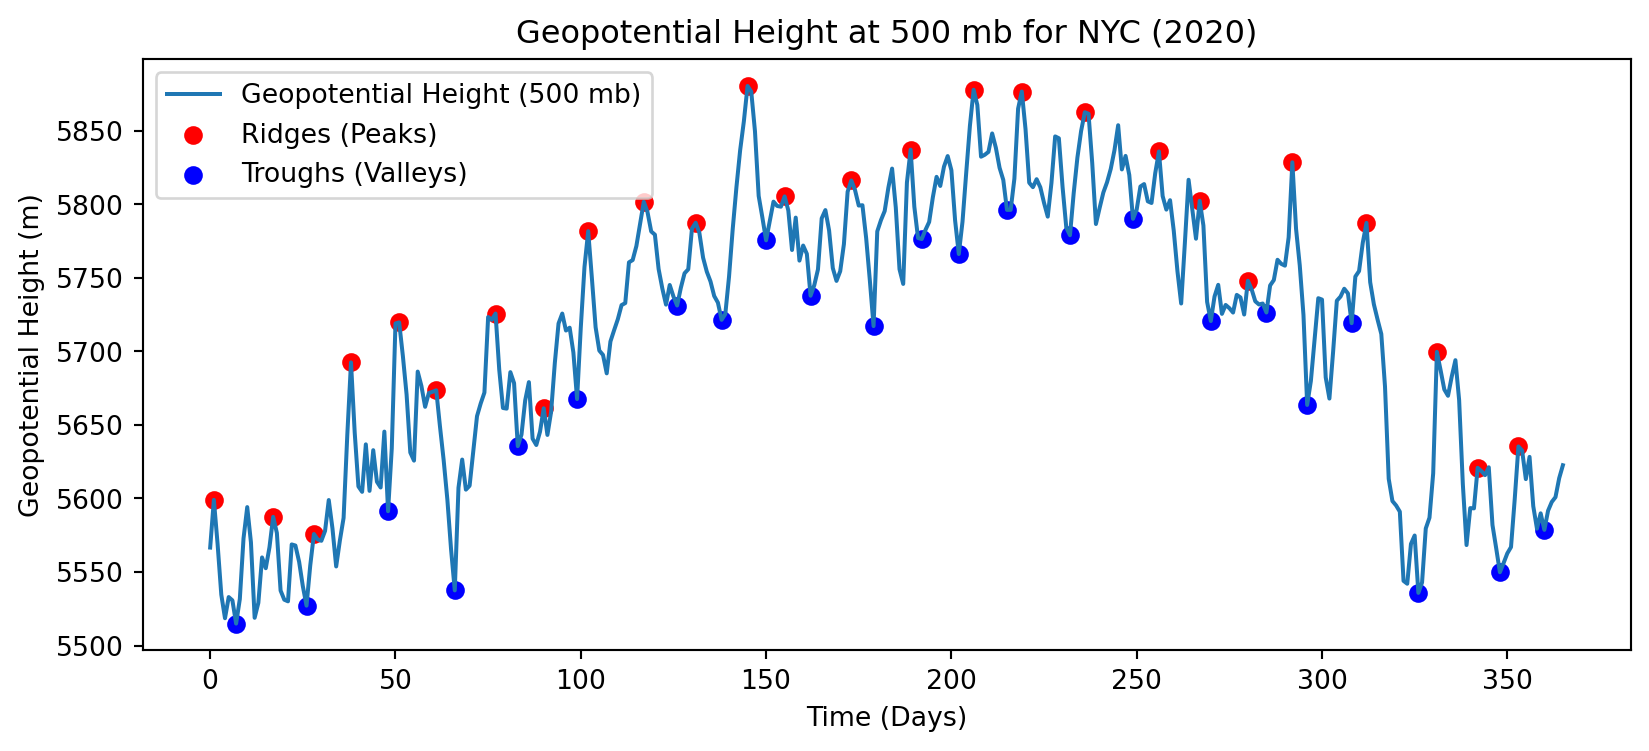 Geopotential Height at 500 mb for NYC (2020)
Geopotential Height (500 mb)
Ridges (Peaks)
Troughs (Valleys)
Geopotential Height (m)
5850
5800
5750
5700
5650
5600
5550
5500
0 50 100 150 200 250 300 350
Time (Days)